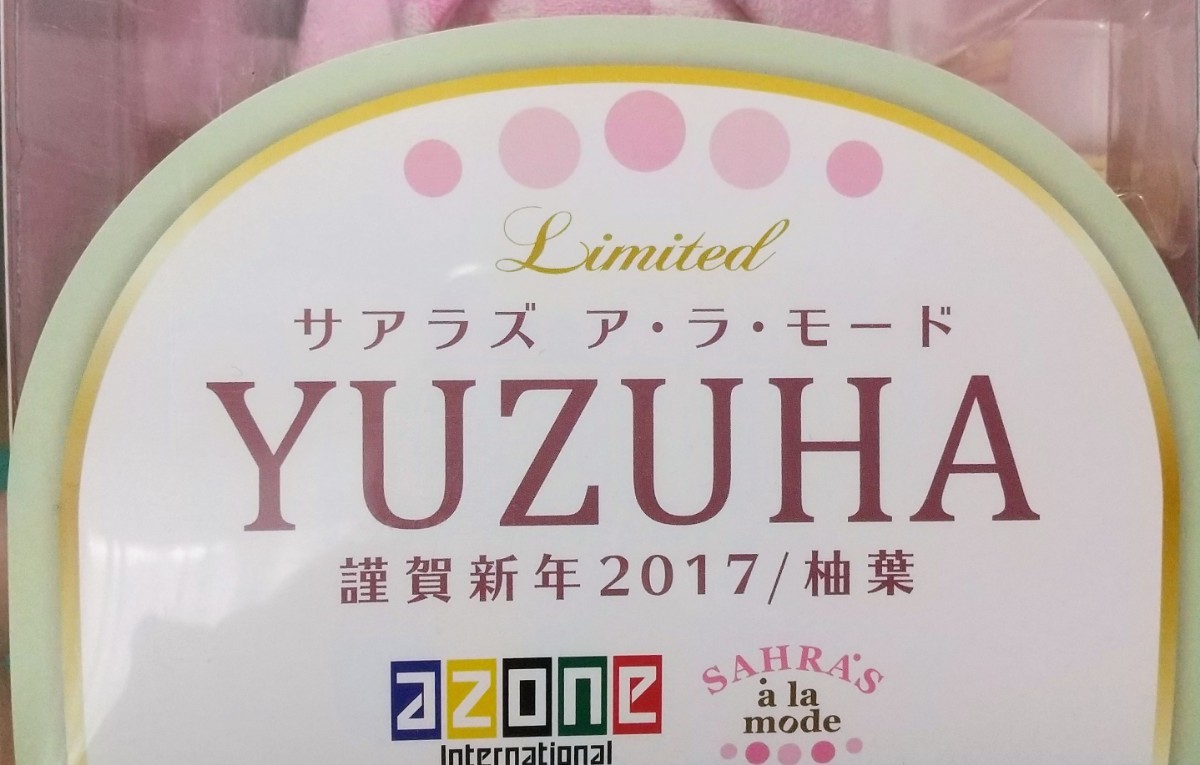 Limited
サアラズ ア・ラ・モード
YUZUHA
謹賀新年2017/柚葉
azone
International
SAHRA'S
à la
mode